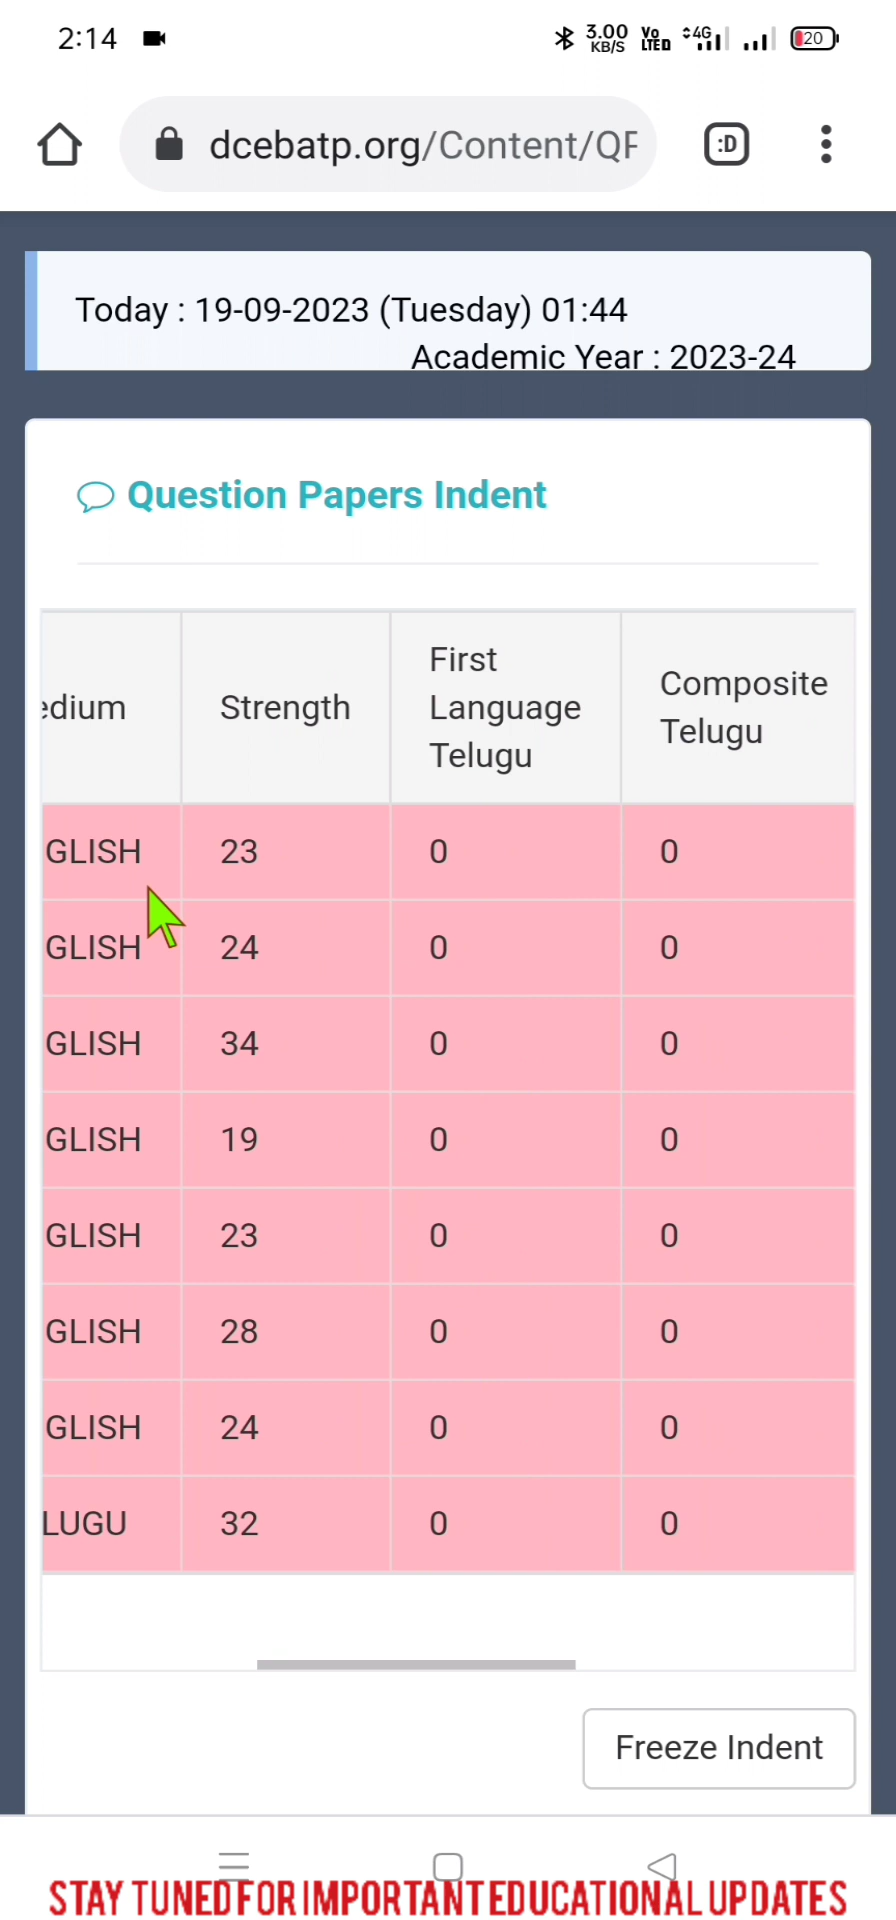 2:14 3.00 KB/S Vo LTE 4G 20
dcebatp.org/Content/QF :D
Today : 19-09-2023 (Tuesday) 01:44
Academic Year : 2023-24
Question Papers Indent
edium Strength First Language Telugu Composite Telugu
GLISH 23 0 0
GLISH 24 0 0
GLISH 34 0 0
GLISH 19 0 0
GLISH 23 0 0
GLISH 28 0 0
GLISH 24 0 0
LUGU 32 0 0
Freeze Indent
STAY TUNED FOR IMPORTANT EDUCATIONAL UPDATES